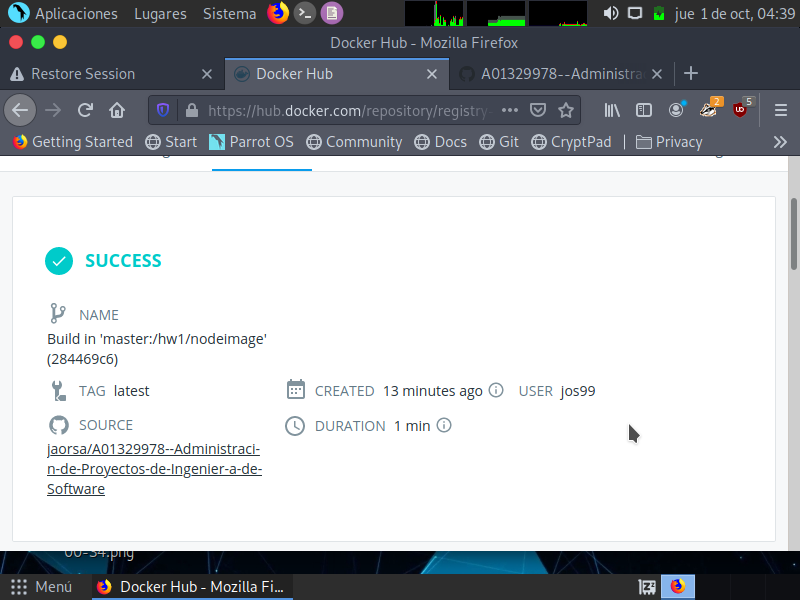 Aplicaciones Lugares Sistema jue 1 de oct, 04:39
Docker Hub - Mozilla Firefox
Restore Session Docker Hub A01329978--Administra
https://hub.docker.com/repository/registry- 2 5
Getting Started Start Parrot OS Community Docs Git CryptPad Privacy
SUCCESS
NAME
Build in 'master:/hw1/nodeimage'
(284469c6)
TAG latest CREATED 13 minutes ago USER jos99
SOURCE DURATION 1 min
jaorsa/A01329978--Administraci-
n-de-Proyectos-de-Ingenier-a-de-
Software
00-34.png
Menú Docker Hub - Mozilla Fi...